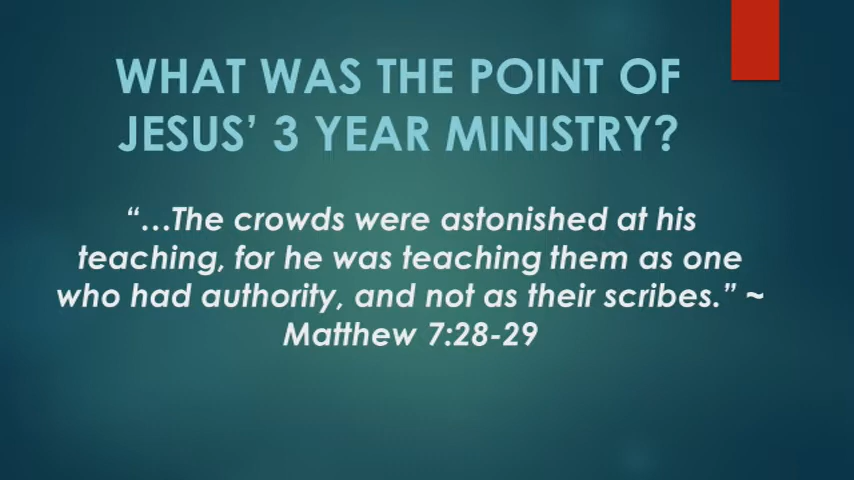 WHAT WAS THE POINT OF
JESUS’ 3 YEAR MINISTRY?
“…The crowds were astonished at his
teaching, for he was teaching them as one
who had authority, and not as their scribes.” ~
Matthew 7:28-29